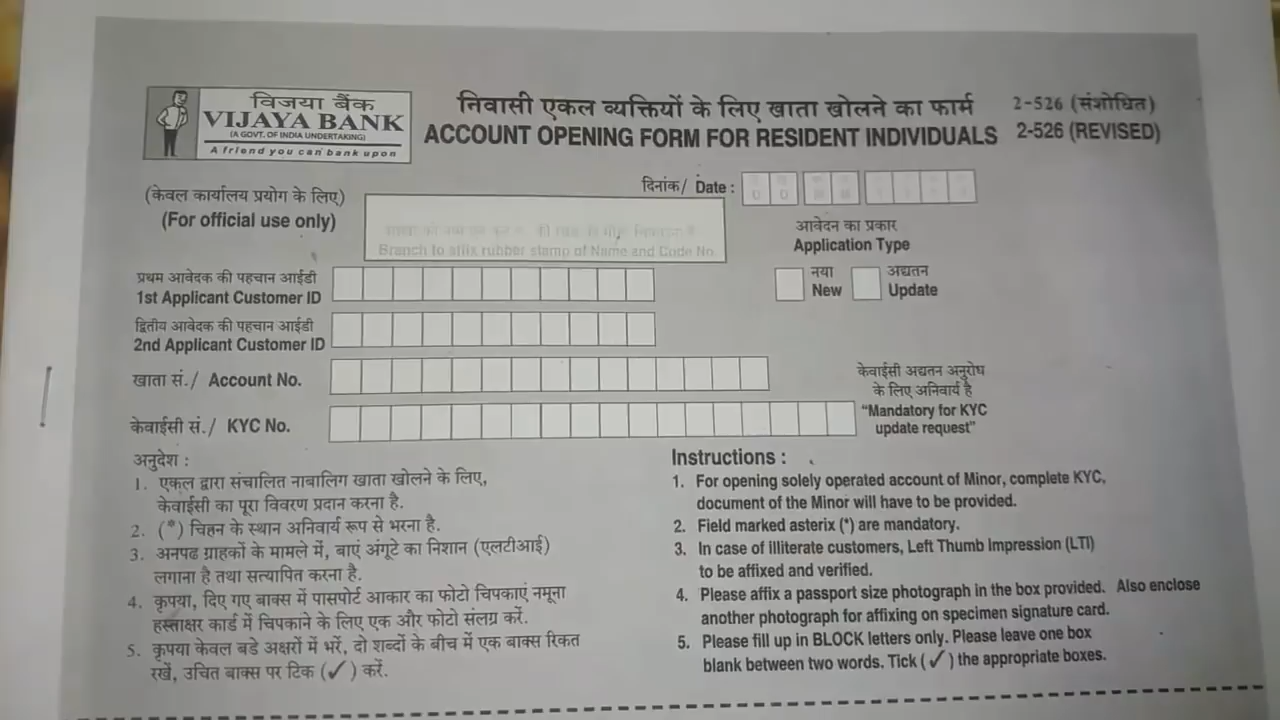 विजया बैंक
VIJAYA BANK
(A GOVT. OF INDIA UNDERTAKING)
A friend you can bank upon
निवासी एकल व्यक्तियों के लिए खाता खोलने का फार्म 2-526 (संशोधित)
ACCOUNT OPENING FORM FOR RESIDENT INDIVIDUALS 2-526 (REVISED)
दिनांक/ Date :
(केवल कार्यालय प्रयोग के लिए)
(For official use only)
Branch to affix rubber stamp of Name and Code No.
आवेदन का प्रकार
Application Type
नया
New
अद्यतन
Update
प्रथम आवेदक की पहचान आईडी
1st Applicant Customer ID
द्वितीय आवेदक की पहचान आईडी
2nd Applicant Customer ID
खाता सं./ Account No.
केवाईसी सं./ KYC No.
केवाईसी अद्यतन अनुरोध
के लिए अनिवार्य है
"Mandatory for KYC
update request"
अनुदेश :
1. एकल द्वारा संचालित नाबालिग खाता खोलने के लिए,
केवाईसी का पूरा विवरण प्रदान करना है.
2. (*) चिहन के स्थान अनिवार्य रूप से भरना है.
3. अनपढ ग्राहकों के मामले में, बाएं अंगूटे का निशान (एलटीआई)
लगाना है तथा सत्यापित करना है.
4. कृपया, दिए गए बाक्स में पासपोर्ट आकार का फोटो चिपकाएं नमूना
हस्ताक्षर कार्ड में चिपकाने के लिए एक और फोटो संलग्र करें.
5. कृपया केवल बडे अक्षरों में भरें, दो शब्दों के बीच में एक बाक्स रिकत
रखें, उचित बाक्स पर टिक (✓) करें.
Instructions :
1. For opening solely operated account of Minor, complete KYC,
document of the Minor will have to be provided.
2. Field marked asterix (*) are mandatory.
3. In case of illiterate customers, Left Thumb Impression (LTI)
to be affixed and verified.
4. Please affix a passport size photograph in the box provided. Also enclose
another photograph for affixing on specimen signature card.
5. Please fill up in BLOCK letters only. Please leave one box
blank between two words. Tick (✓) the appropriate boxes.